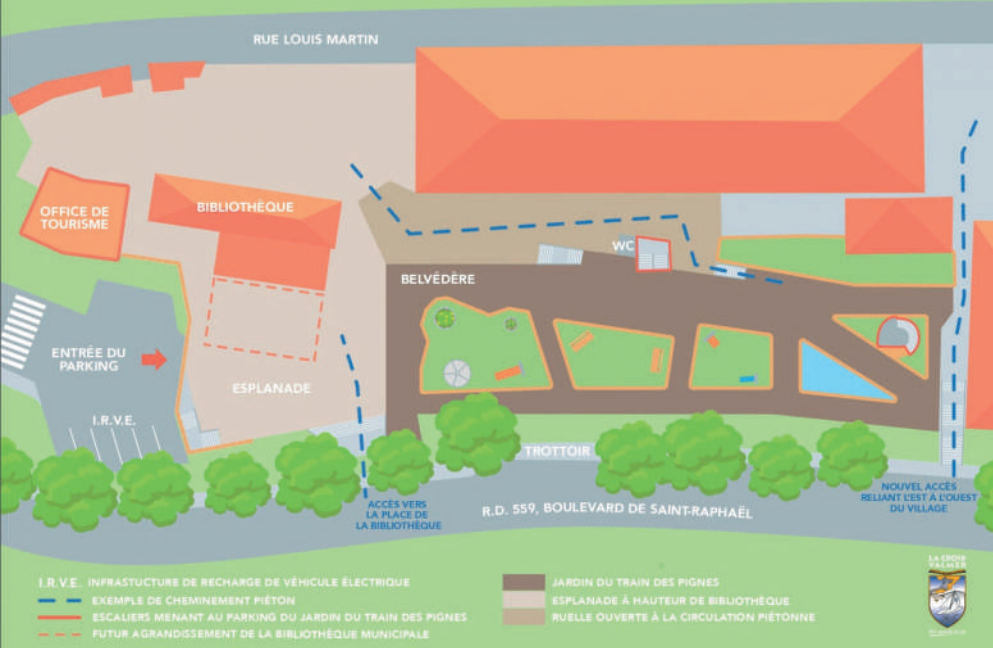 RUE LOUIS MARTIN
OFFICE DE
TOURISME
BIBLIOTHÈQUE
WC
BELVÉDÈRE
ENTRÉE DU
PARKING
ESPLANADE
I.R.V.E.
TROTTOIR
ACCÈS VERS
LA PLACE DE
LA BIBLIOTHÈQUE
R.D. 559, BOULEVARD DE SAINT-RAPHAËL
NOUVEL ACCÈS
RELIANT L'EST À L'OUEST
DU VILLAGE
I.R.V.E. INFRASTUCTURE DE RECHARGE DE VÉHICULE ÉLECTRIQUE
EXEMPLE DE CHEMINEMENT PIÉTON
ESCALIERS MENANT AU PARKING DU JARDIN DU TRAIN DES PIGNES
FUTUR AGRANDISSEMENT DE LA BIBLIOTHÈQUE MUNICIPALE
JARDIN DU TRAIN DES PIGNES
ESPLANADE À HAUTEUR DE BIBLIOTHÈQUE
RUELLE OUVERTE À LA CIRCULATION PIÉTONNE
LA CROIX
VALMER